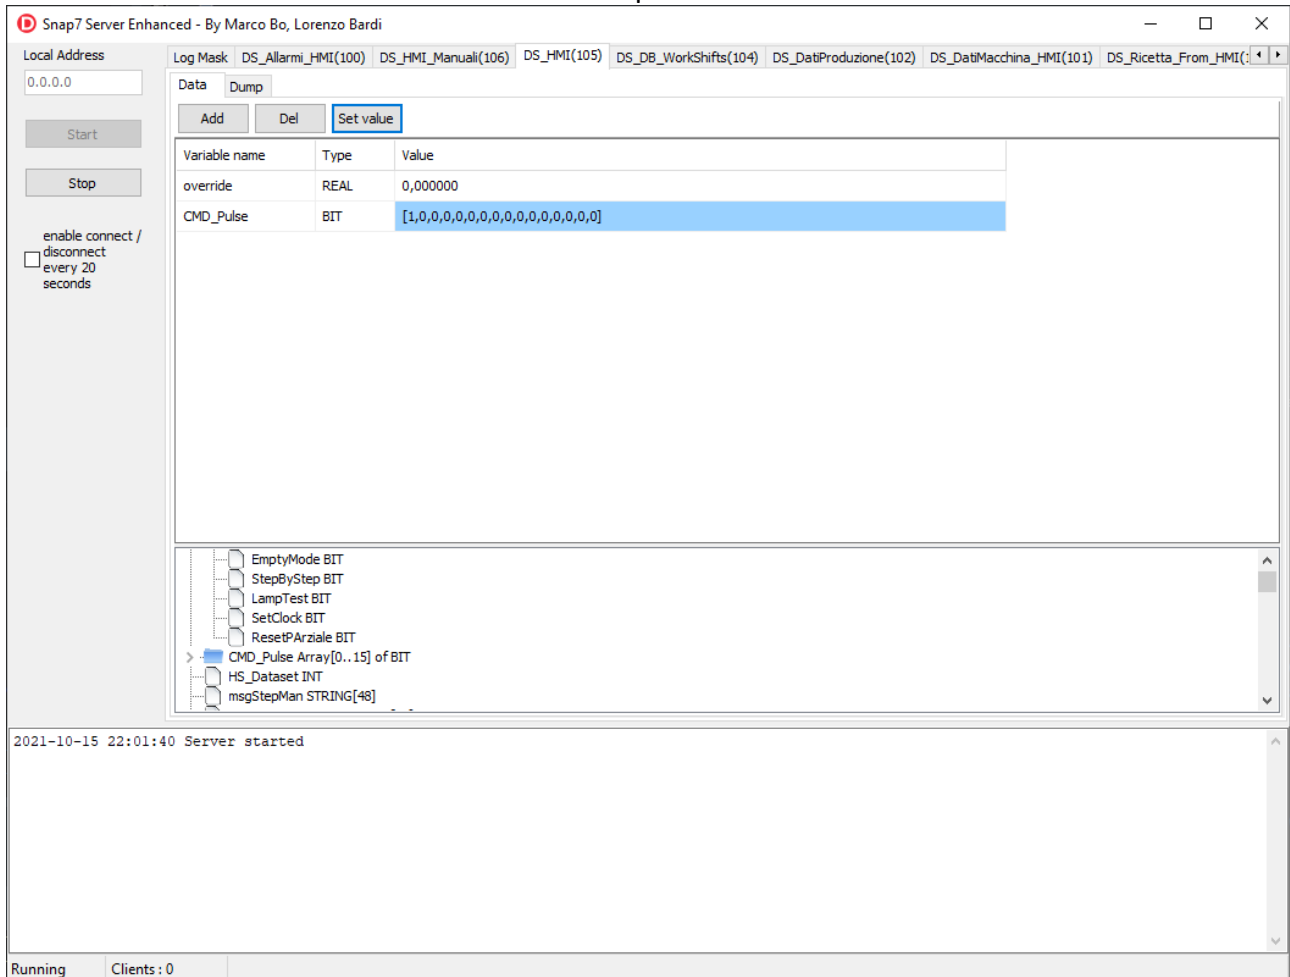 Snap7 Server Enhanced - By Marco Bo, Lorenzo Bardi
Local Address
0.0.0.0
Start
Stop
enable connect /
disconnect
every 20
seconds
Log Mask DS_Allarmi_HMI(100) DS_HMI_Manuali(106) DS_HMI(105) DS_DB_WorkShifts(104) DS_DatiProduzione(102) DS_DatiMacchina_HMI(101) DS_Ricetta_From_HMI(
Data Dump
Add Del Set value
Variable name Type Value
override REAL 0,000000
CMD_Pulse BIT [1,0,0,0,0,0,0,0,0,0,0,0,0,0,0,0]
EmptyMode BIT
StepByStep BIT
LampTest BIT
SetClock BIT
ResetPArziale BIT
CMD_Pulse Array[0..15] of BIT
HS_Dataset INT
msgStepMan STRING[48]
2021-10-15 22:01:40 Server started
Running Clients : 0